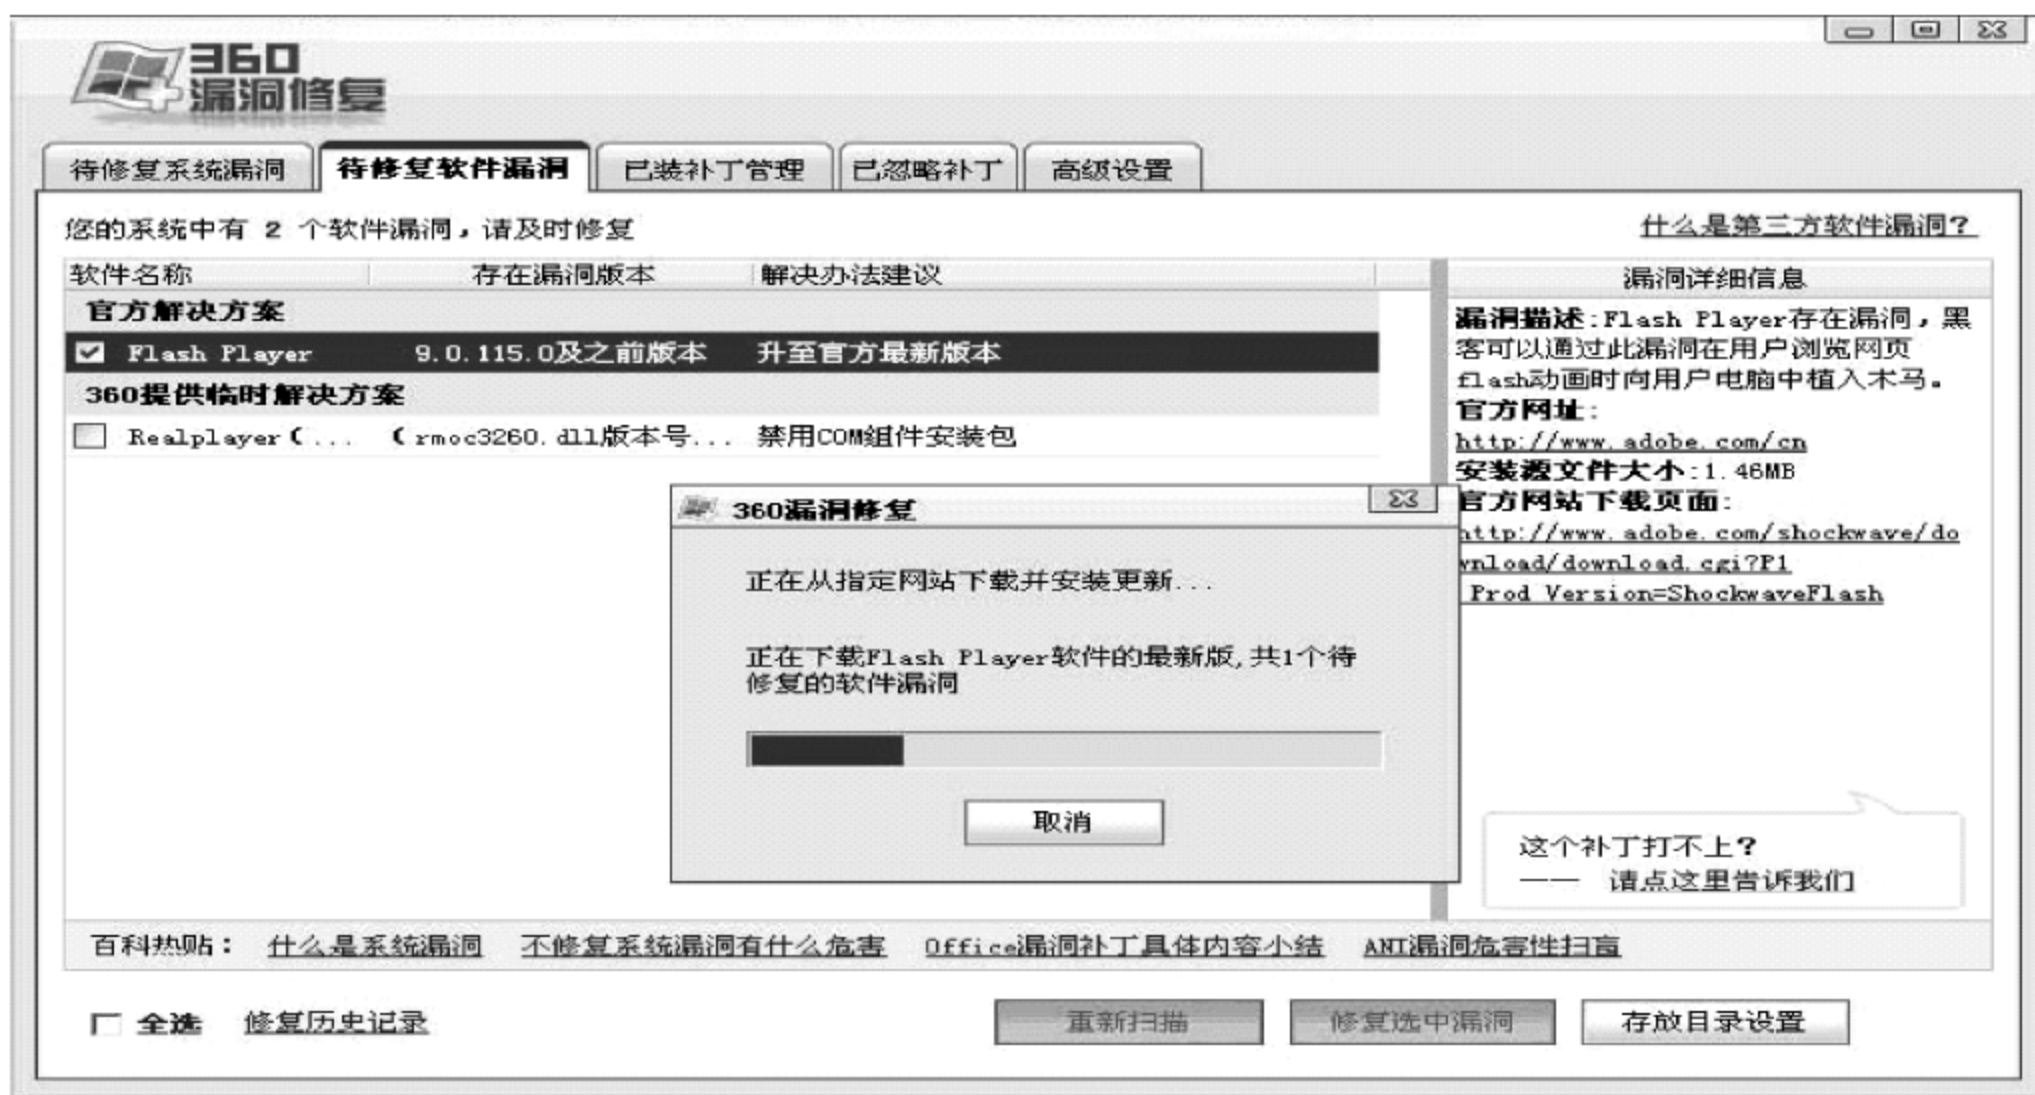 360
漏洞修复
待修复系统漏洞 待修复软件漏洞 已装补丁管理 已忽略补丁 高级设置
您的系统中有 2 个软件漏洞，请及时修复 什么是第三方软件漏洞？
软件名称 存在漏洞版本 解决办法建议
官方解决方案
Flash Player 9.0.115.0及之前版本 升至官方最新版本
360提供临时解决方案
Realplayer (... (rmoc3260.dll版本号... 禁用COM组件安装包
漏洞详细信息
漏洞描述:Flash Player存在漏洞，黑
客可以通过此漏洞在用户浏览网页
flash动画时向用户电脑中植入木马。
官方网址:
http://www.adobe.com/cn
安装源文件大小:1.46MB
官方网站下载页面:
http://www.adobe.com/shockwave/do
wnload/download.cgi?P1
_Prod_Version=ShockwaveFlash
360漏洞修复
正在从指定网站下载并安装更新...
正在下载Flash Player软件的最新版,共1个待
修复的软件漏洞
取消
这个补丁打不上？
—— 请点这里告诉我们
百科热贴： 什么是系统漏洞 不修复系统漏洞有什么危害 Office漏洞补丁具体内容小结 ANI漏洞危害性扫盲
全选 修复历史记录 重新扫描 修复选中漏洞 存放目录设置